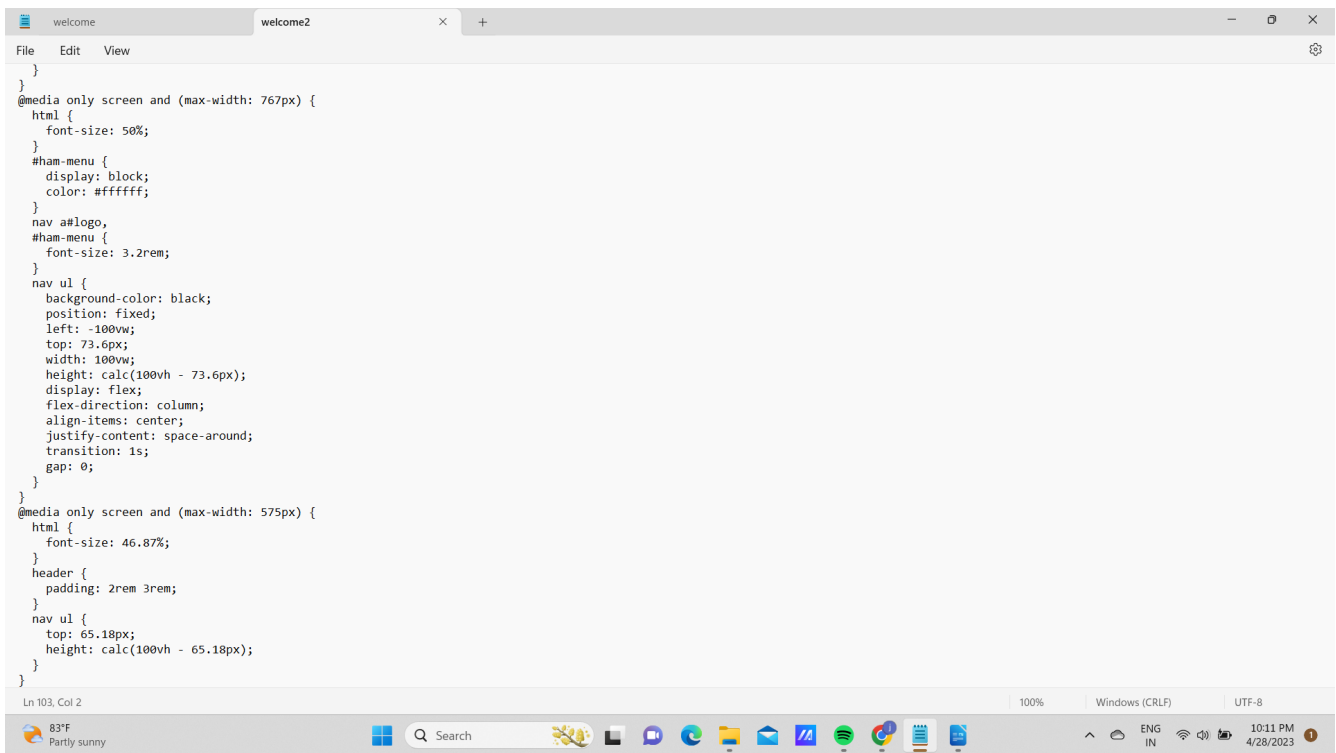 welcome
welcome2
File Edit View
  }
}
@media only screen and (max-width: 767px) {
  html {
    font-size: 50%;
  }
  #ham-menu {
    display: block;
    color: #ffffff;
  }
  nav a#logo,
  #ham-menu {
    font-size: 3.2rem;
  }
  nav ul {
    background-color: black;
    position: fixed;
    left: -100vw;
    top: 73.6px;
    width: 100vw;
    height: calc(100vh - 73.6px);
    display: flex;
    flex-direction: column;
    align-items: center;
    justify-content: space-around;
    transition: 1s;
    gap: 0;
  }
}
@media only screen and (max-width: 575px) {
  html {
    font-size: 46.87%;
  }
  header {
    padding: 2rem 3rem;
  }
  nav ul {
    top: 65.18px;
    height: calc(100vh - 65.18px);
  }
}
Ln 103, Col 2 100% Windows (CRLF) UTF-8
83°F
Partly sunny
Search
ENG
IN
10:11 PM
4/28/2023
1